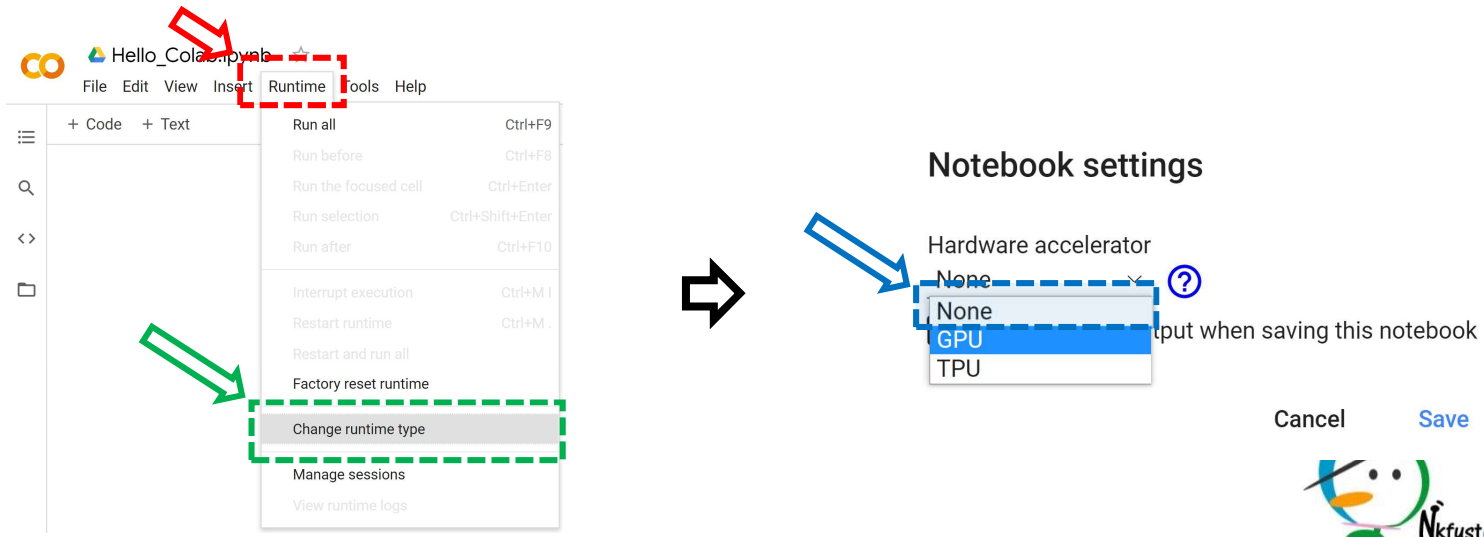 Hello_Colab.ipynb
File Edit View Insert Runtime Tools Help
+ Code + Text
Run all Ctrl+F9
Run before Ctrl+F8
Run the focused cell Ctrl+Enter
Run selection Ctrl+Shift+Enter
Run after Ctrl+F10
Interrupt execution Ctrl+M I
Restart runtime Ctrl+M .
Restart and run all
Factory reset runtime
Change runtime type
Manage sessions
View runtime logs
Notebook settings
Hardware accelerator
None
?
None
GPU
TPU
when saving this notebook
Cancel Save
Nkfust